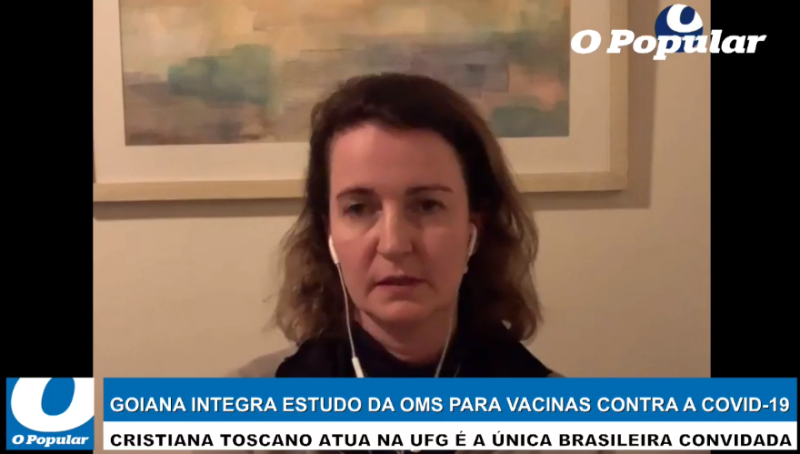 O Popular
GOIANA INTEGRA ESTUDO DA OMS PARA VACINAS CONTRA A COVID-19
O Popular
CRISTIANA TOSCANO ATUA NA UFG É A ÚNICA BRASILEIRA CONVIDADA